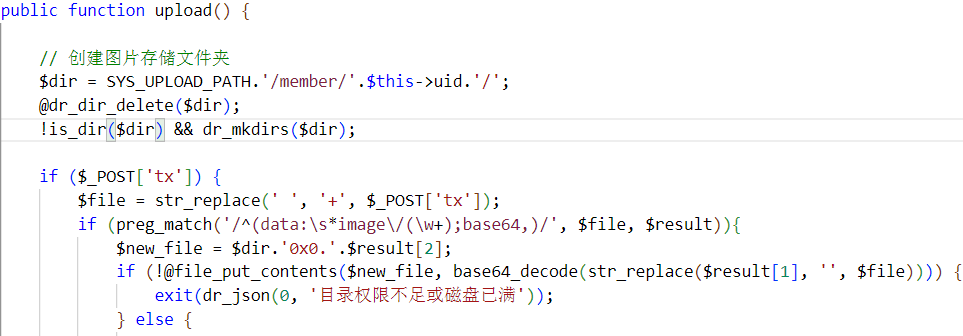 public function upload() {
// 创建图片存储文件夹
$dir = SYS_UPLOAD_PATH.'/member/'.$this->uid.'/';
@dr_dir_delete($dir);
!is_dir($dir) && dr_mkdirs($dir);
if ($_POST['tx']) {
$file = str_replace(' ', '+', $_POST['tx']);
if (preg_match('/^(data:\s*image\/(\w+);base64,)/', $file, $result)){
$new_file = $dir.'0x0.'.$result[2];
if (!@file_put_contents($new_file, base64_decode(str_replace($result[1], '', $file)))) {
exit(dr_json(0, '目录权限不足或磁盘已满'));
} else {